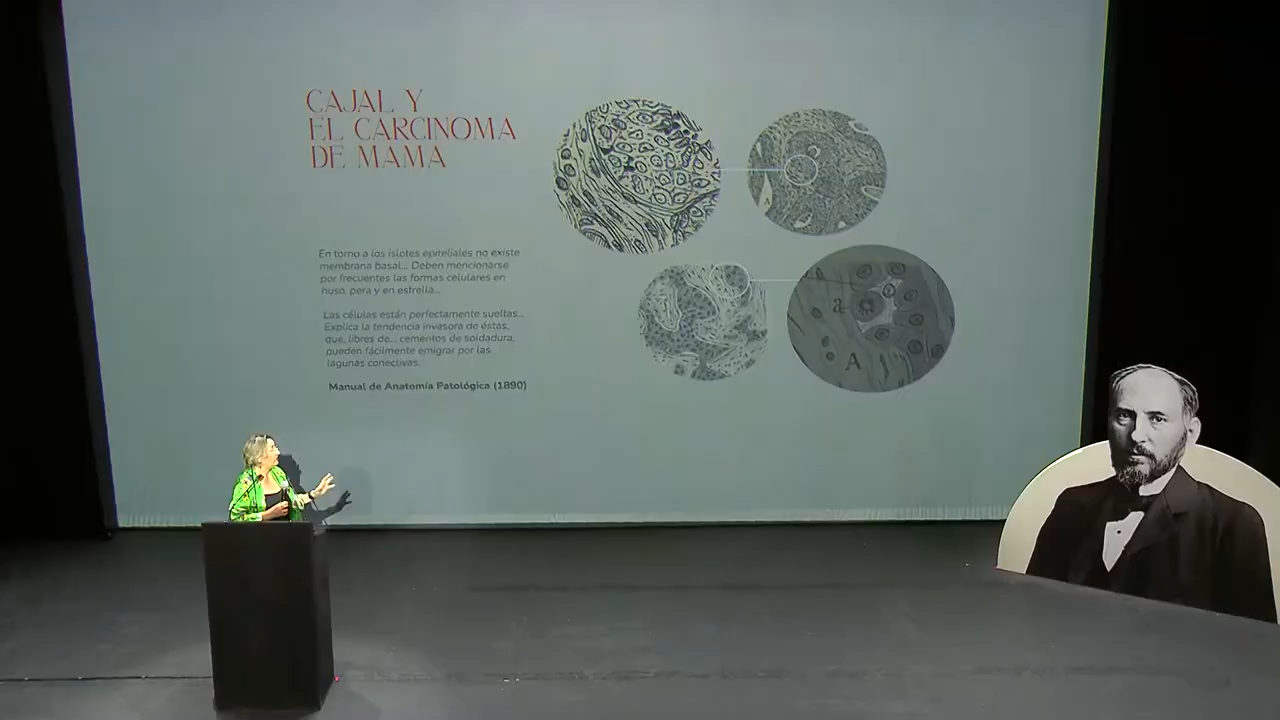 CAJAL Y
EL CARCINOMA
DE MAMA
En torno a los islotes epiteliales no existe
membrana basal... Deben mencionarse
por frecuentes las formas celulares en
huso, pera y en estrella...
Las células están perfectamente sueltas...
Explica la tendencia invasora de éstas,
que, libres de... cementos de soldadura,
pueden fácilmente emigrar por las
lagunas conectivas.
Manual de Anatomía Patológica (1890)
a
A